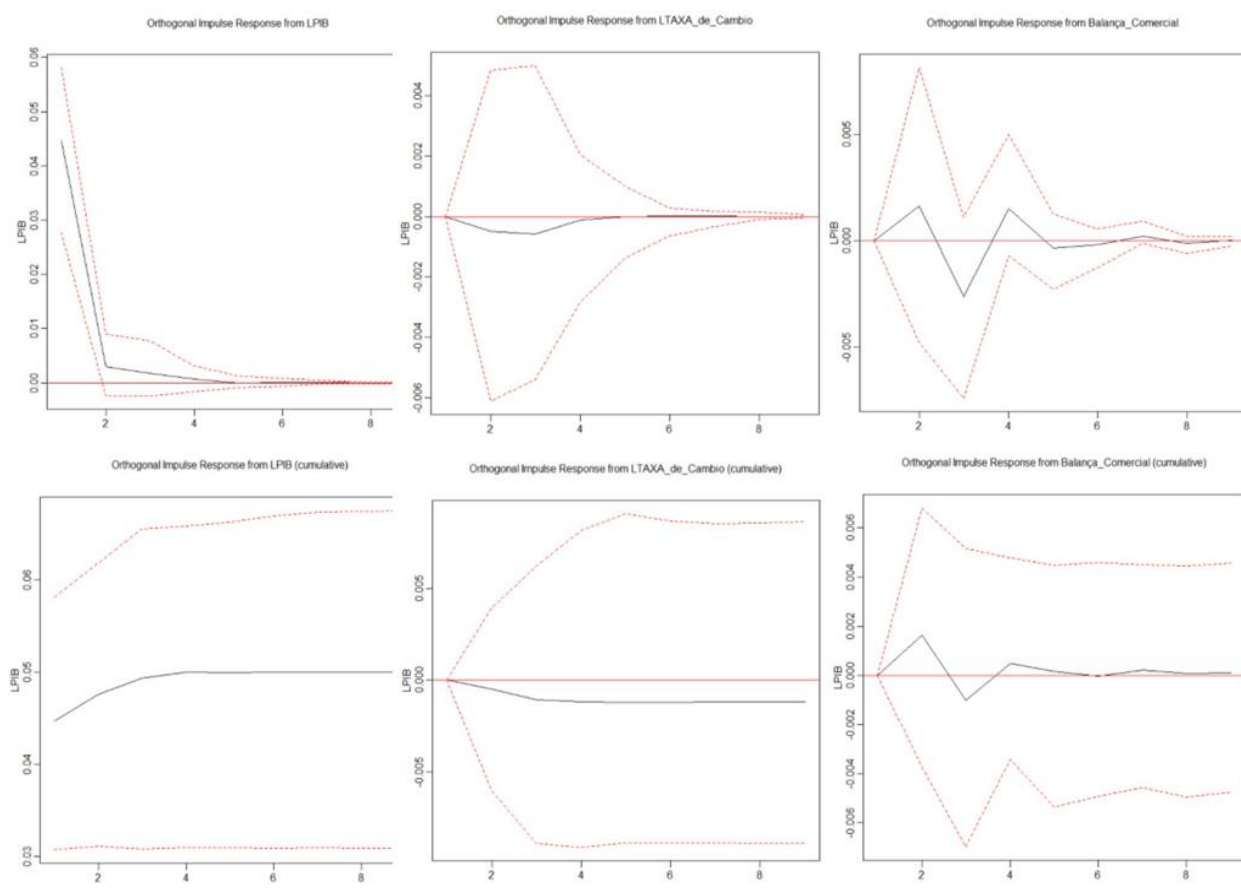 Orthogonal Impulse Response from LPIB
LPIB
0.00 0.01 0.02 0.03 0.04 0.05 0.06
2 4 6 8
Orthogonal Impulse Response from LTAXA_de_Cambio
LPIB
-0.006 -0.004 -0.002 0.000 0.002 0.004
2 4 6 8
Orthogonal Impulse Response from Balança_Comercial
LPIB
-0.005 0.000 0.005
2 4 6 8
Orthogonal Impulse Response from LPIB (cumulative)
LPIB
0.03 0.04 0.05 0.06
2 4 6 8
Orthogonal Impulse Response from LTAXA_de_Cambio (cumulative)
LPIB
-0.005 0.000 0.005
2 4 6 8
Orthogonal Impulse Response from Balança_Comercial (cumulative)
LPIB
-0.006 -0.004 -0.002 0.000 0.002 0.004 0.006
2 4 6 8